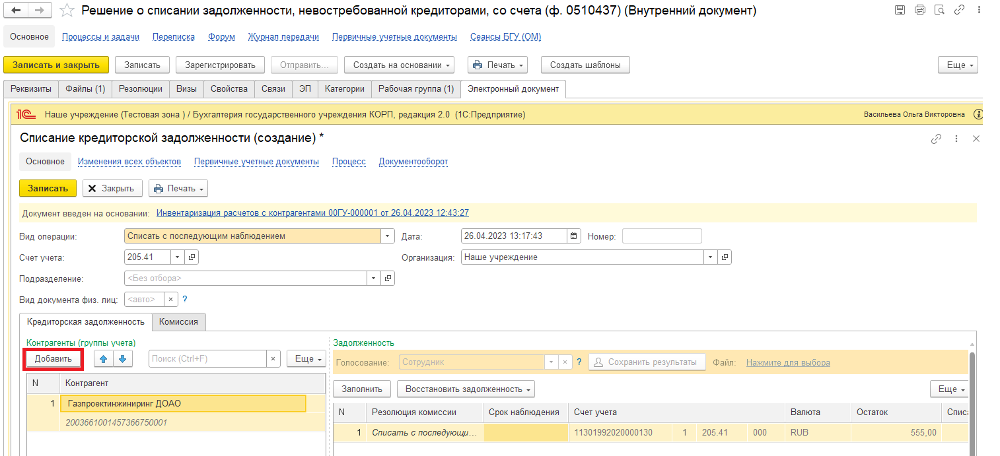 Решение о списании задолженности, невостребованной кредиторами, со счета (ф. 0510437) (Внутренний документ)
Основное Процессы и задачи Переписка Форум Журнал передачи Первичные учетные документы Сеансы БГУ (ОМ)
Записать и закрыть Записать Зарегистрировать Отправить... Создать на основании Печать Создать шаблоны Еще
Реквизиты Файлы (1) Резолюции Визы Свойства Связи ЭП Категории Рабочая группа (1) Электронный документ
1С Наше учреждение (Тестовая зона ) / Бухгалтерия государственного учреждения КОРП, редакция 2.0 (1С:Предприятие) Васильева Ольга Викторовна i
Списание кредиторской задолженности (создание) *
Основное Изменения всех объектов Первичные учетные документы Процесс Документооборот
Записать Закрыть Печать
Документ введен на основании: Инвентаризация расчетов с контрагентами 00ГУ-000001 от 26.04.2023 12:43:27
Вид операции: Списать с последующим наблюдением Дата: 26.04.2023 13:17:43 Номер:
Счет учета: 205.41 Организация: Наше учреждение
Подразделение: <Без отбора>
Вид документа физ. лиц: <авто> × ?
Кредиторская задолженность Комиссия
Контрагенты (группы учета) Задолженность
Добавить Поиск (Ctrl+F) × Еще Голосование: Сотрудник × ? Сохранить результаты Файл: Нажмите для выбора
Заполнить Восстановить задолженность Еще
N Контрагент N Резолюция комиссии Срок наблюдения Счет учета Валюта Остаток Списа
1 Газпроектинжиниринг ДОАО
2003661001457366750001
1 Списать с последующи... 11301992020000130 1 205.41 000 RUB 555,00